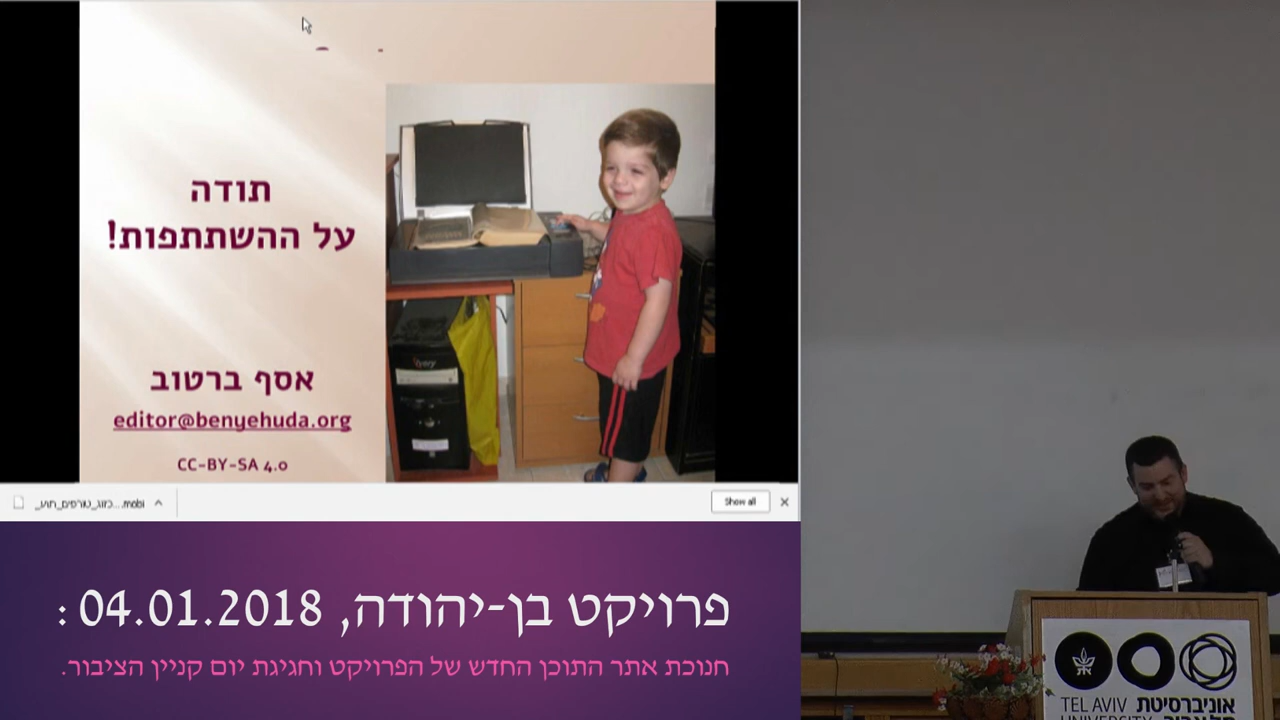 תודה
על ההשתתפות!
אסף ברטוב
editor@benyehuda.org
CC-BY-SA 4.0
Show all
פרויקט בן-יהודה, 04.01.2018 :
חנוכת אתר התוכן החדש של הפרויקט וחגיגת יום קניין הציבור.
אוניברסיטת
TEL AVIV
UNIVERSITY